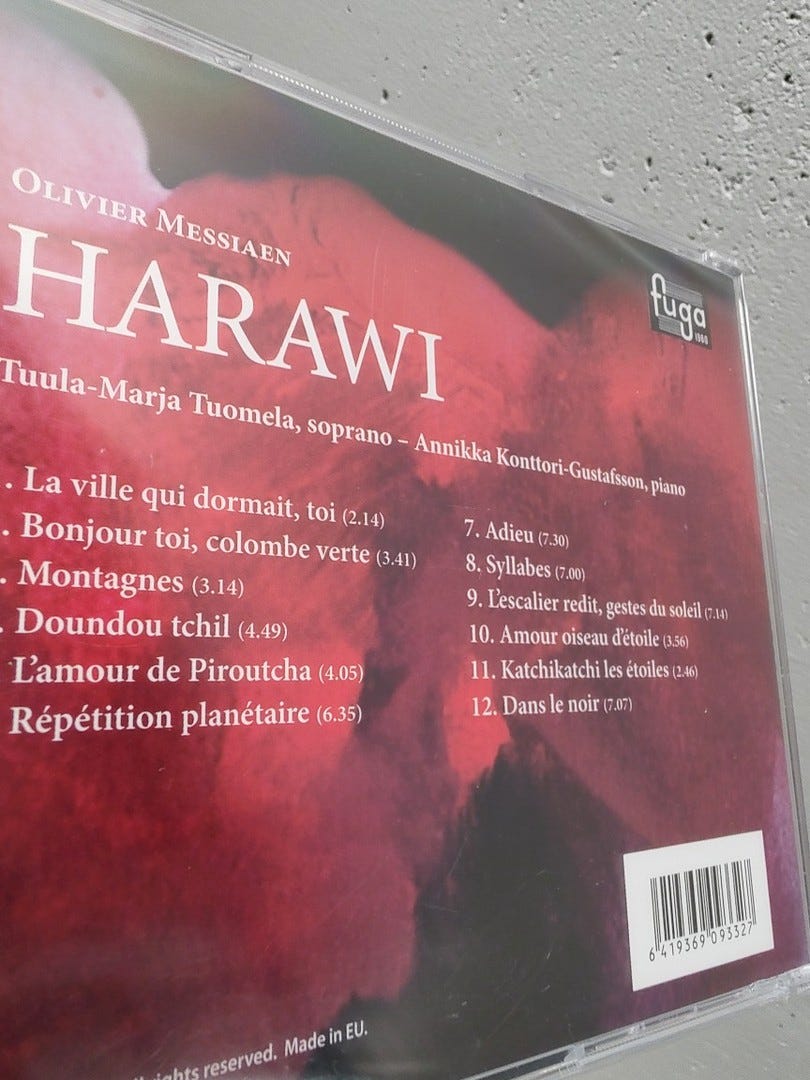 OLIVIER MESSIAEN
HARAWI
Tuula-Marja Tuomela, soprano – Annikka Konttori-Gustafsson, piano
. La ville qui dormait, toi (2.14)
. Bonjour toi, colombe verte (3.41)
. Montagnes (3.14)
. Doundou tchil (4.49)
L'amour de Piroutcha (4.05)
Répétition planétaire (6.35)
7. Adieu (7.30)
8. Syllabes (7.00)
9. L'escalier redit, gestes du soleil (7.14)
10. Amour oiseau d'étoile (3.56)
11. Katchikatchi les étoiles (2.46)
12. Dans le noir (7.07)
fuga
1980
6 419369 093327
rights reserved. Made in EU.